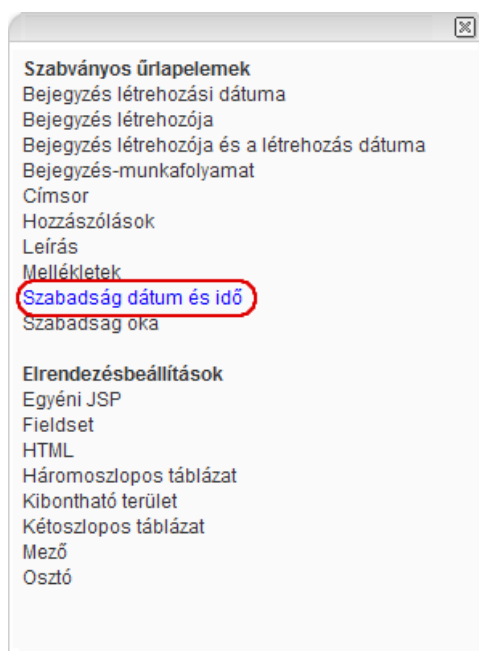 Szabványos űrlapelemek
Bejegyzés létrehozási dátuma
Bejegyzés létrehozója
Bejegyzés létrehozója és a létrehozás dátuma
Bejegyzés-munkafolyamat
Címsor
Hozzászólások
Leírás
Mellékletek
Szabadság dátum és idő
Szabadság oka
Elrendezésbeállítások
Egyéni JSP
Fieldset
HTML
Háromoszlopos táblázat
Kibontható terület
Kétoszlopos táblázat
Mező
Osztó